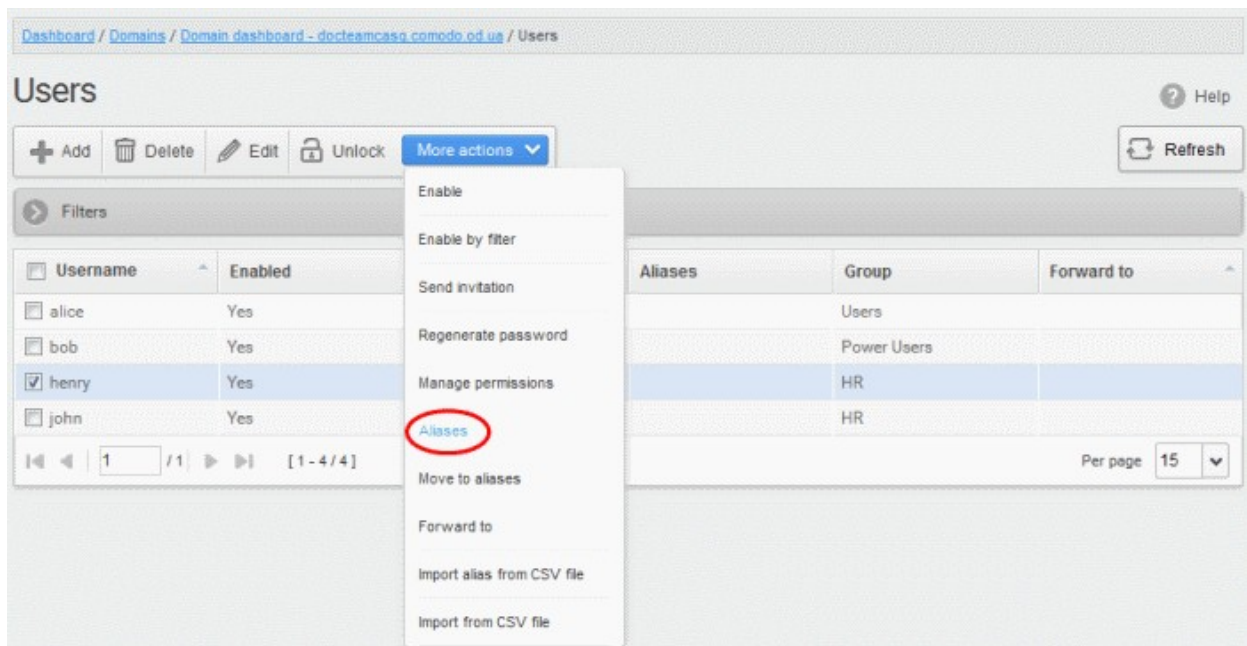 Dashboard / Domains / Domain dashboard - docteamcasg.comodo.od.ua / Users
Users
Help
Add Delete Edit Unlock More actions
Refresh
Filters
Username Enabled Aliases Group Forward to
alice Yes Users
bob Yes Power Users
henry Yes HR
john Yes HR
1 / 1 [1 - 4 / 4] Per page 15
Enable
Enable by filter
Send invitation
Regenerate password
Manage permissions
Aliases
Move to aliases
Forward to
Import alias from CSV file
Import from CSV file